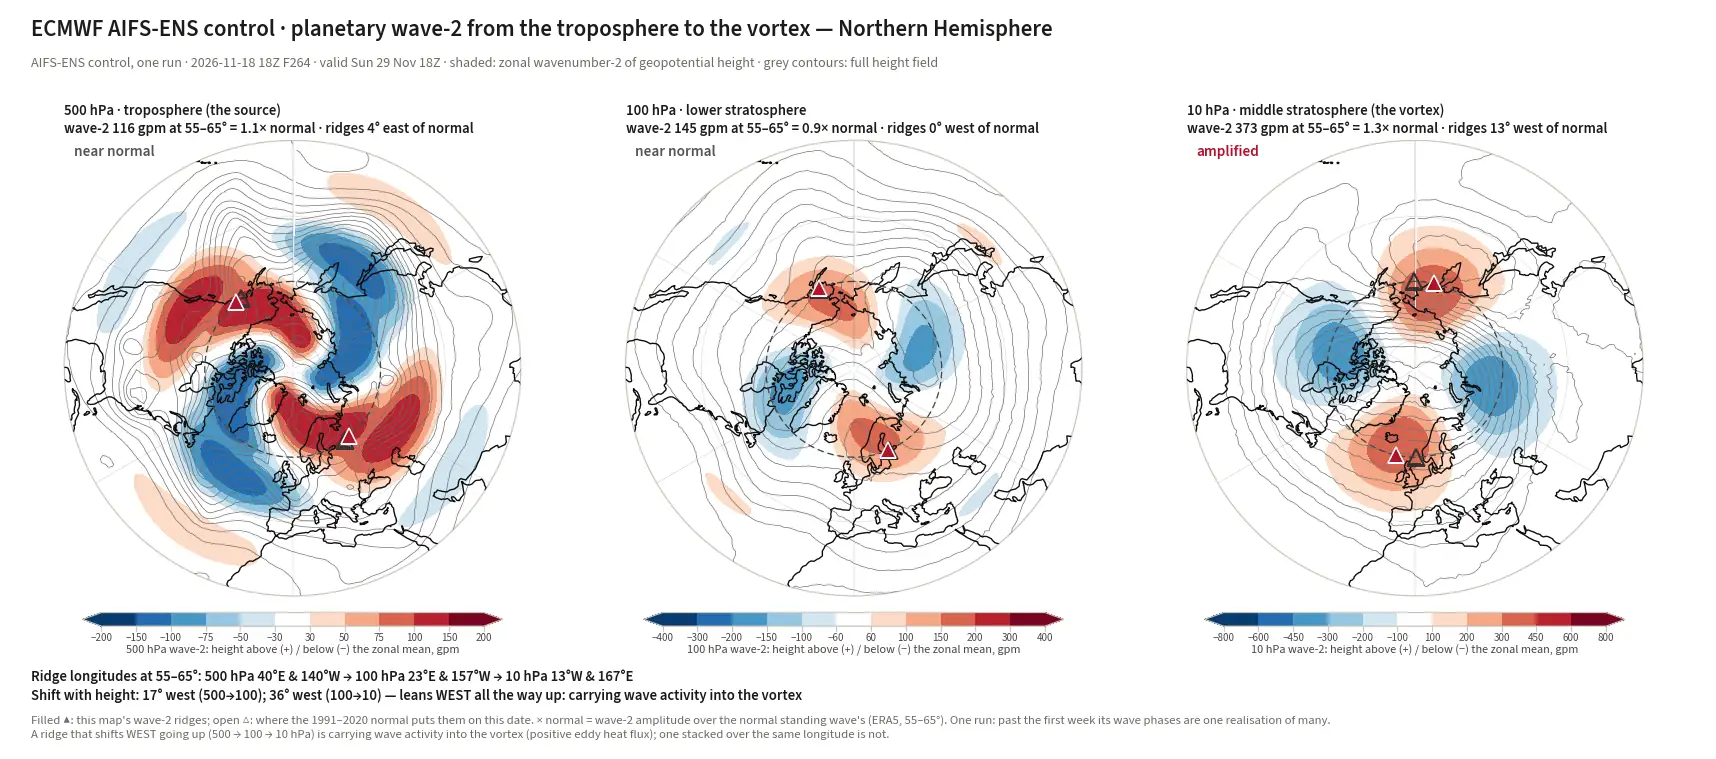 ECMWF AIFS-ENS control · planetary wave-2 from the troposphere to the vortex — Northern Hemisphere
AIFS-ENS control, one run · 2026-11-18 18Z F264 · valid Sun 29 Nov 18Z · shaded: zonal wavenumber-2 of geopotential height · grey contours: full height field
500 hPa · troposphere (the source)
wave-2 116 gpm at 55–65° = 1.1× normal · ridges 4° east of normal
near normal
100 hPa · lower stratosphere
wave-2 145 gpm at 55–65° = 0.9× normal · ridges 0° west of normal
near normal
10 hPa · middle stratosphere (the vortex)
wave-2 373 gpm at 55–65° = 1.3× normal · ridges 13° west of normal
amplified
−200 −150 −100 −75 −50 −30 30 50 75 100 150 200
500 hPa wave-2: height above (+) / below (−) the zonal mean, gpm
−400 −300 −200 −150 −100 −60 60 100 150 200 300 400
100 hPa wave-2: height above (+) / below (−) the zonal mean, gpm
−800 −600 −450 −300 −200 −100 100 200 300 450 600 800
10 hPa wave-2: height above (+) / below (−) the zonal mean, gpm
Ridge longitudes at 55–65°: 500 hPa 40°E & 140°W → 100 hPa 23°E & 157°W → 10 hPa 13°W & 167°E
Shift with height: 17° west (500→100); 36° west (100→10) — leans WEST all the way up: carrying wave activity into the vortex
Filled ▲: this map's wave-2 ridges; open △: where the 1991–2020 normal puts them on this date. × normal = wave-2 amplitude over the normal standing wave's (ERA5, 55–65°). One run: past the first week its wave phases are one realisation of many.
A ridge that shifts WEST going up (500 → 100 → 10 hPa) is carrying wave activity into the vortex (positive eddy heat flux); one stacked over the same longitude is not.